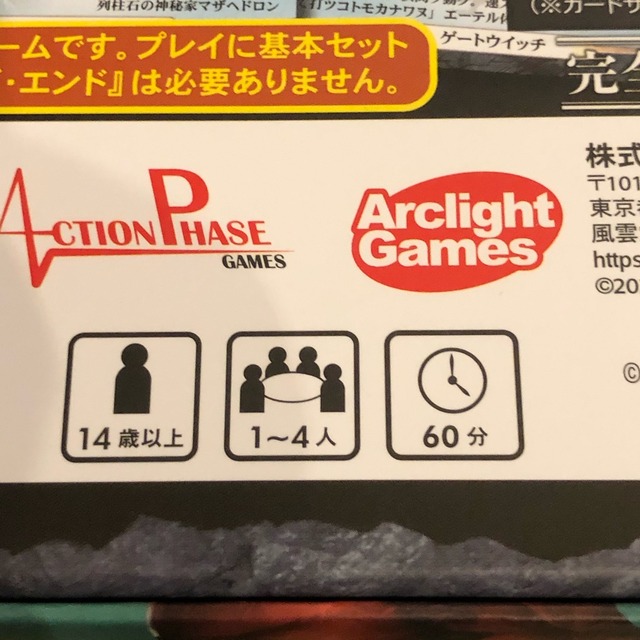 列柱石の神秘家マザヘドロン
打ツコトモカナワヌ』エーテル体
ゲートウイッチ
(※カードサ
ームです。プレイに基本セット
・エンド』は必要ありません。
完全
ACTION PHASE
GAMES
Arclight
Games
株式
〒101
東京都
風雲
https
©20
©
14歳以上
1～4人
60分